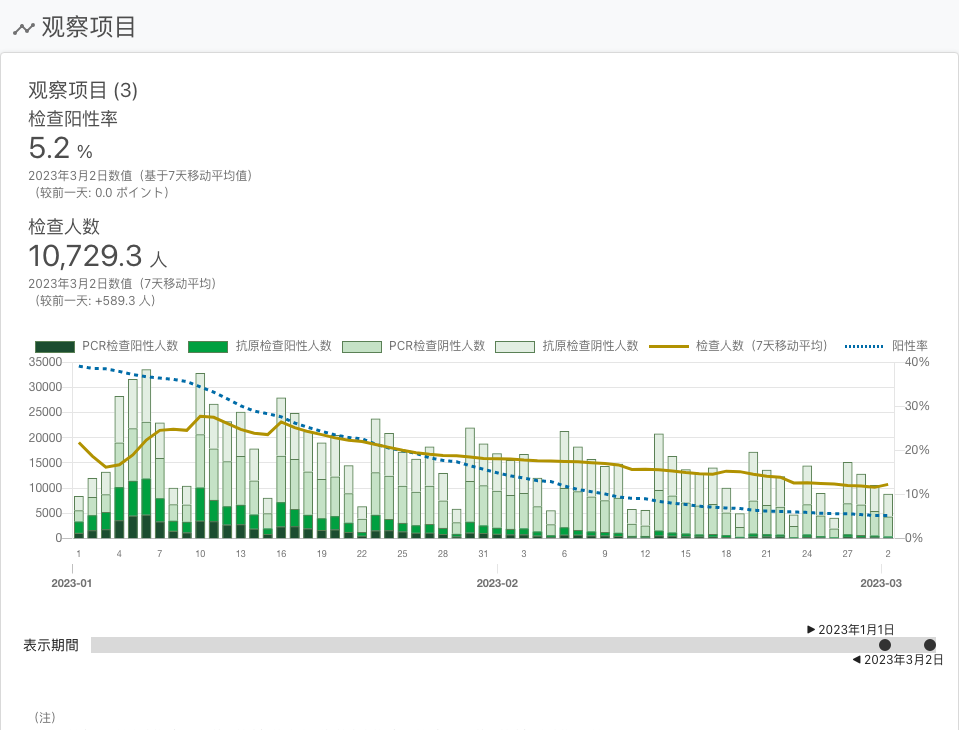 观察项目
观察项目 (3)
检查阳性率
5.2 %
2023年3月2日数值（基于7天移动平均值）
（较前一天: 0.0 ポイント）
检查人数
10,729.3 人
2023年3月2日数值（7天移动平均）
（较前一天: +589.3 人）
PCR检查阳性人数 抗原检查阳性人数 PCR检查阴性人数 抗原检查阴性人数 检查人数（7天移动平均） 阳性率
35000 40%
30000
25000 30%
20000
15000 20%
10000 10%
5000
0 0%
1 4 7 10 13 16 19 22 25 28 31 3 6 9 12 15 18 21 24 27 2
2023-01 2023-02 2023-03
▶ 2023年1月1日
表示期間
◀ 2023年3月2日
（注）